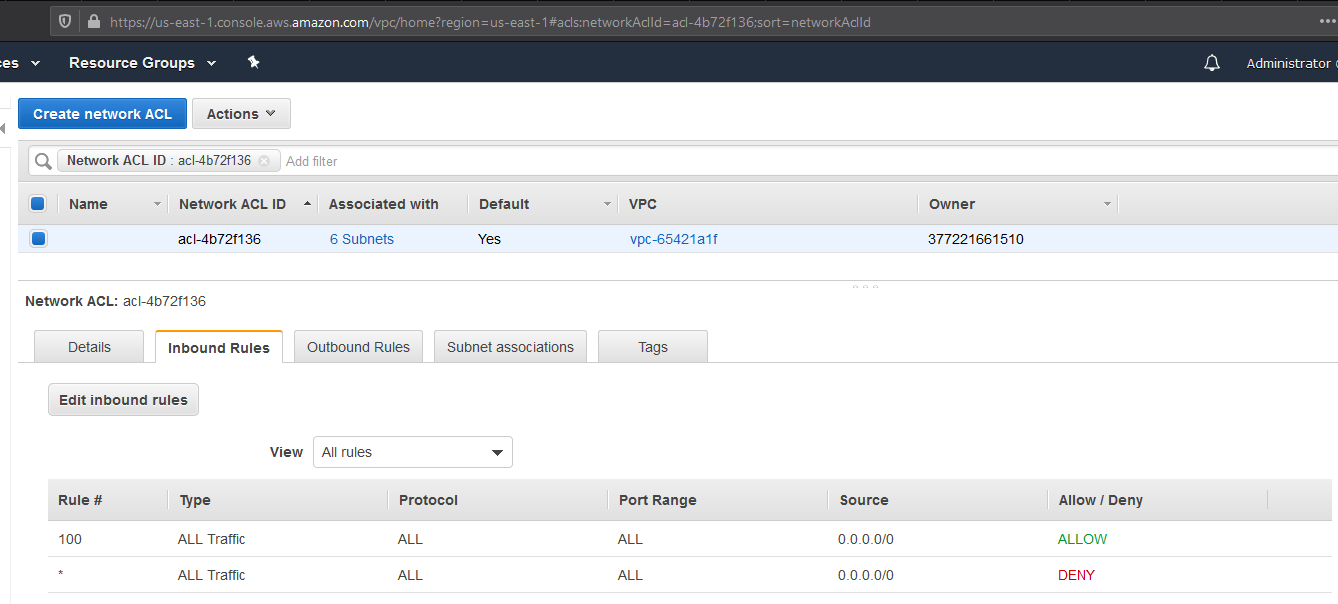 https://us-east-1.console.aws.amazon.com/vpc/home?region=us-east-1#acls:networkAclId=acl-4b72f136;sort=networkAclId
ces Resource Groups Administrator
Create network ACL Actions
Network ACL ID : acl-4b72f136 Add filter
Name Network ACL ID Associated with Default VPC Owner
acl-4b72f136 6 Subnets Yes vpc-65421a1f 377221661510
Network ACL: acl-4b72f136
Details Inbound Rules Outbound Rules Subnet associations Tags
Edit inbound rules
View All rules
Rule # Type Protocol Port Range Source Allow / Deny
100 ALL Traffic ALL ALL 0.0.0.0/0 ALLOW
* ALL Traffic ALL ALL 0.0.0.0/0 DENY